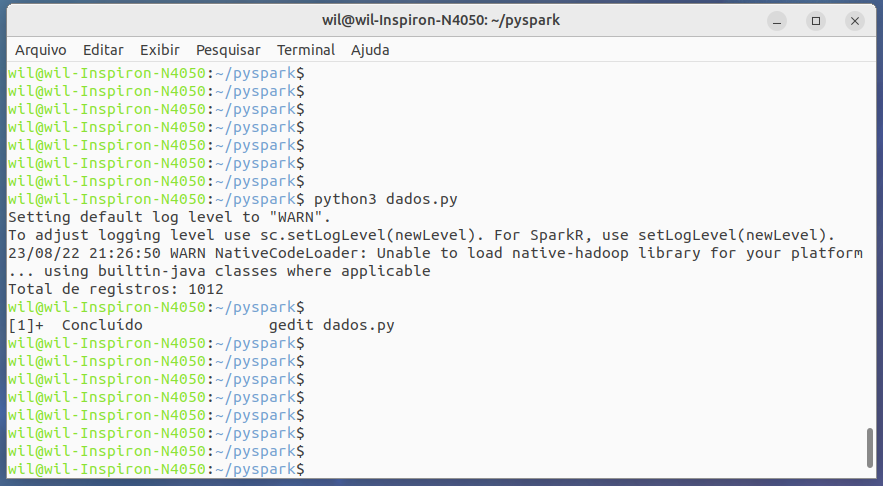 wil@wil-Inspiron-N4050: ~/pyspark
Arquivo Editar Exibir Pesquisar Terminal Ajuda
wil@wil-Inspiron-N4050:~/pyspark$
wil@wil-Inspiron-N4050:~/pyspark$
wil@wil-Inspiron-N4050:~/pyspark$
wil@wil-Inspiron-N4050:~/pyspark$
wil@wil-Inspiron-N4050:~/pyspark$
wil@wil-Inspiron-N4050:~/pyspark$
wil@wil-Inspiron-N4050:~/pyspark$
wil@wil-Inspiron-N4050:~/pyspark$ python3 dados.py
Setting default log level to "WARN".
To adjust logging level use sc.setLogLevel(newLevel). For SparkR, use setLogLevel(newLevel).
23/08/22 21:26:50 WARN NativeCodeLoader: Unable to load native-hadoop library for your platform
... using builtin-java classes where applicable
Total de registros: 1012
wil@wil-Inspiron-N4050:~/pyspark$
[1]+  Concluído              gedit dados.py
wil@wil-Inspiron-N4050:~/pyspark$
wil@wil-Inspiron-N4050:~/pyspark$
wil@wil-Inspiron-N4050:~/pyspark$
wil@wil-Inspiron-N4050:~/pyspark$
wil@wil-Inspiron-N4050:~/pyspark$
wil@wil-Inspiron-N4050:~/pyspark$
wil@wil-Inspiron-N4050:~/pyspark$
wil@wil-Inspiron-N4050:~/pyspark$